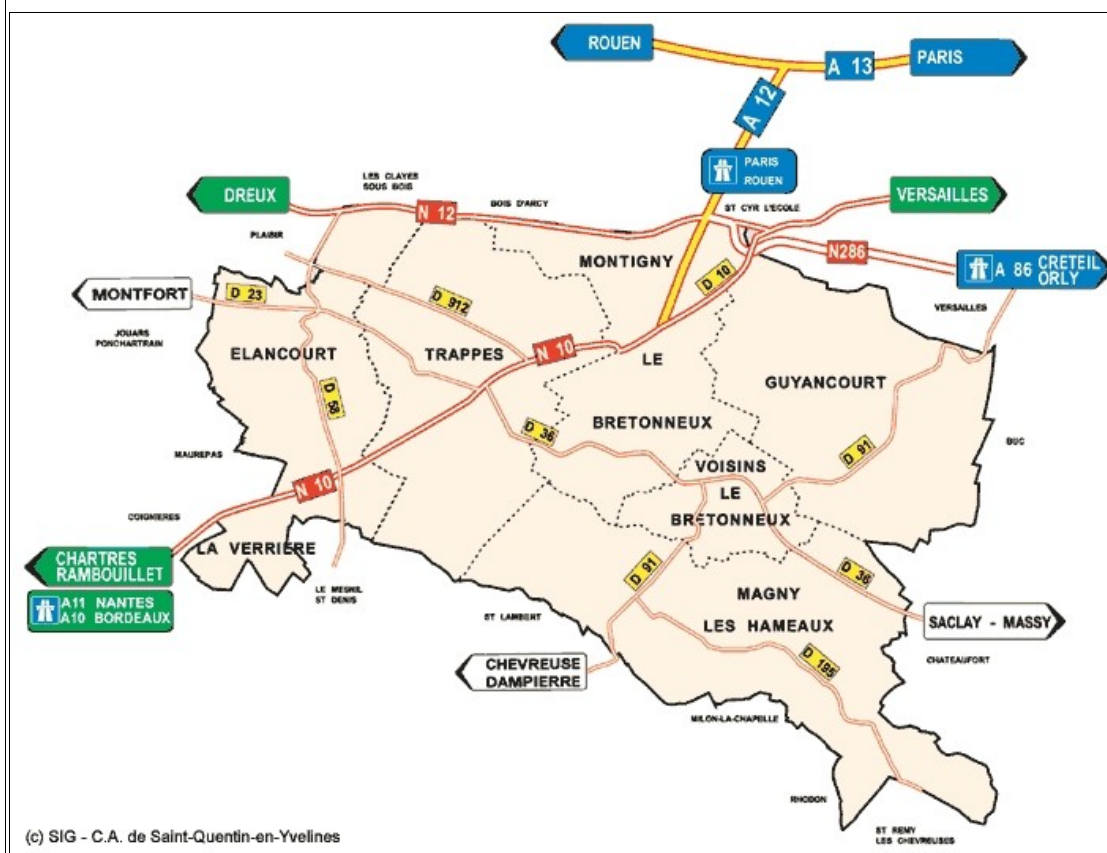 ROUEN
A 13
PARIS
A 12
PARIS
ROUEN
DREUX
LES CLAYES
SOUS BOIS
N 12
BOIS D'ARCY
ST CYR L'ECOLE
VERSAILLES
PLAISIR
MONTIGNY
D 10
N286
A 86 CRETEIL
ORLY
MONTFORT
D 23
D 912
VERSAILLES
JOUARS
PONCHARTRAIN
ELANCOURT
TRAPPES
N 10
LE
GUYANCOURT
D 58
BRETONNEUX
D 36
D 91
BUC
MAUREPAS
VOISINS
LE
BRETONNEUX
N 10
COIGNIERES
LA VERRIERE
CHARTRES
RAMBOUILLET
A11 NANTES
A10 BORDEAUX
LE MESNIL
ST DENIS
D 91
D 36
MAGNY
LES HAMEAUX
ST LAMBERT
SACLAY - MASSY
CHATEAUFORT
CHEVREUSE
DAMPIERRE
D 195
MILON-LA-CHAPELLE
RHODON
ST REMY
LES CHEVREUSES
(c) SIG - C.A. de Saint-Quentin-en-Yvelines